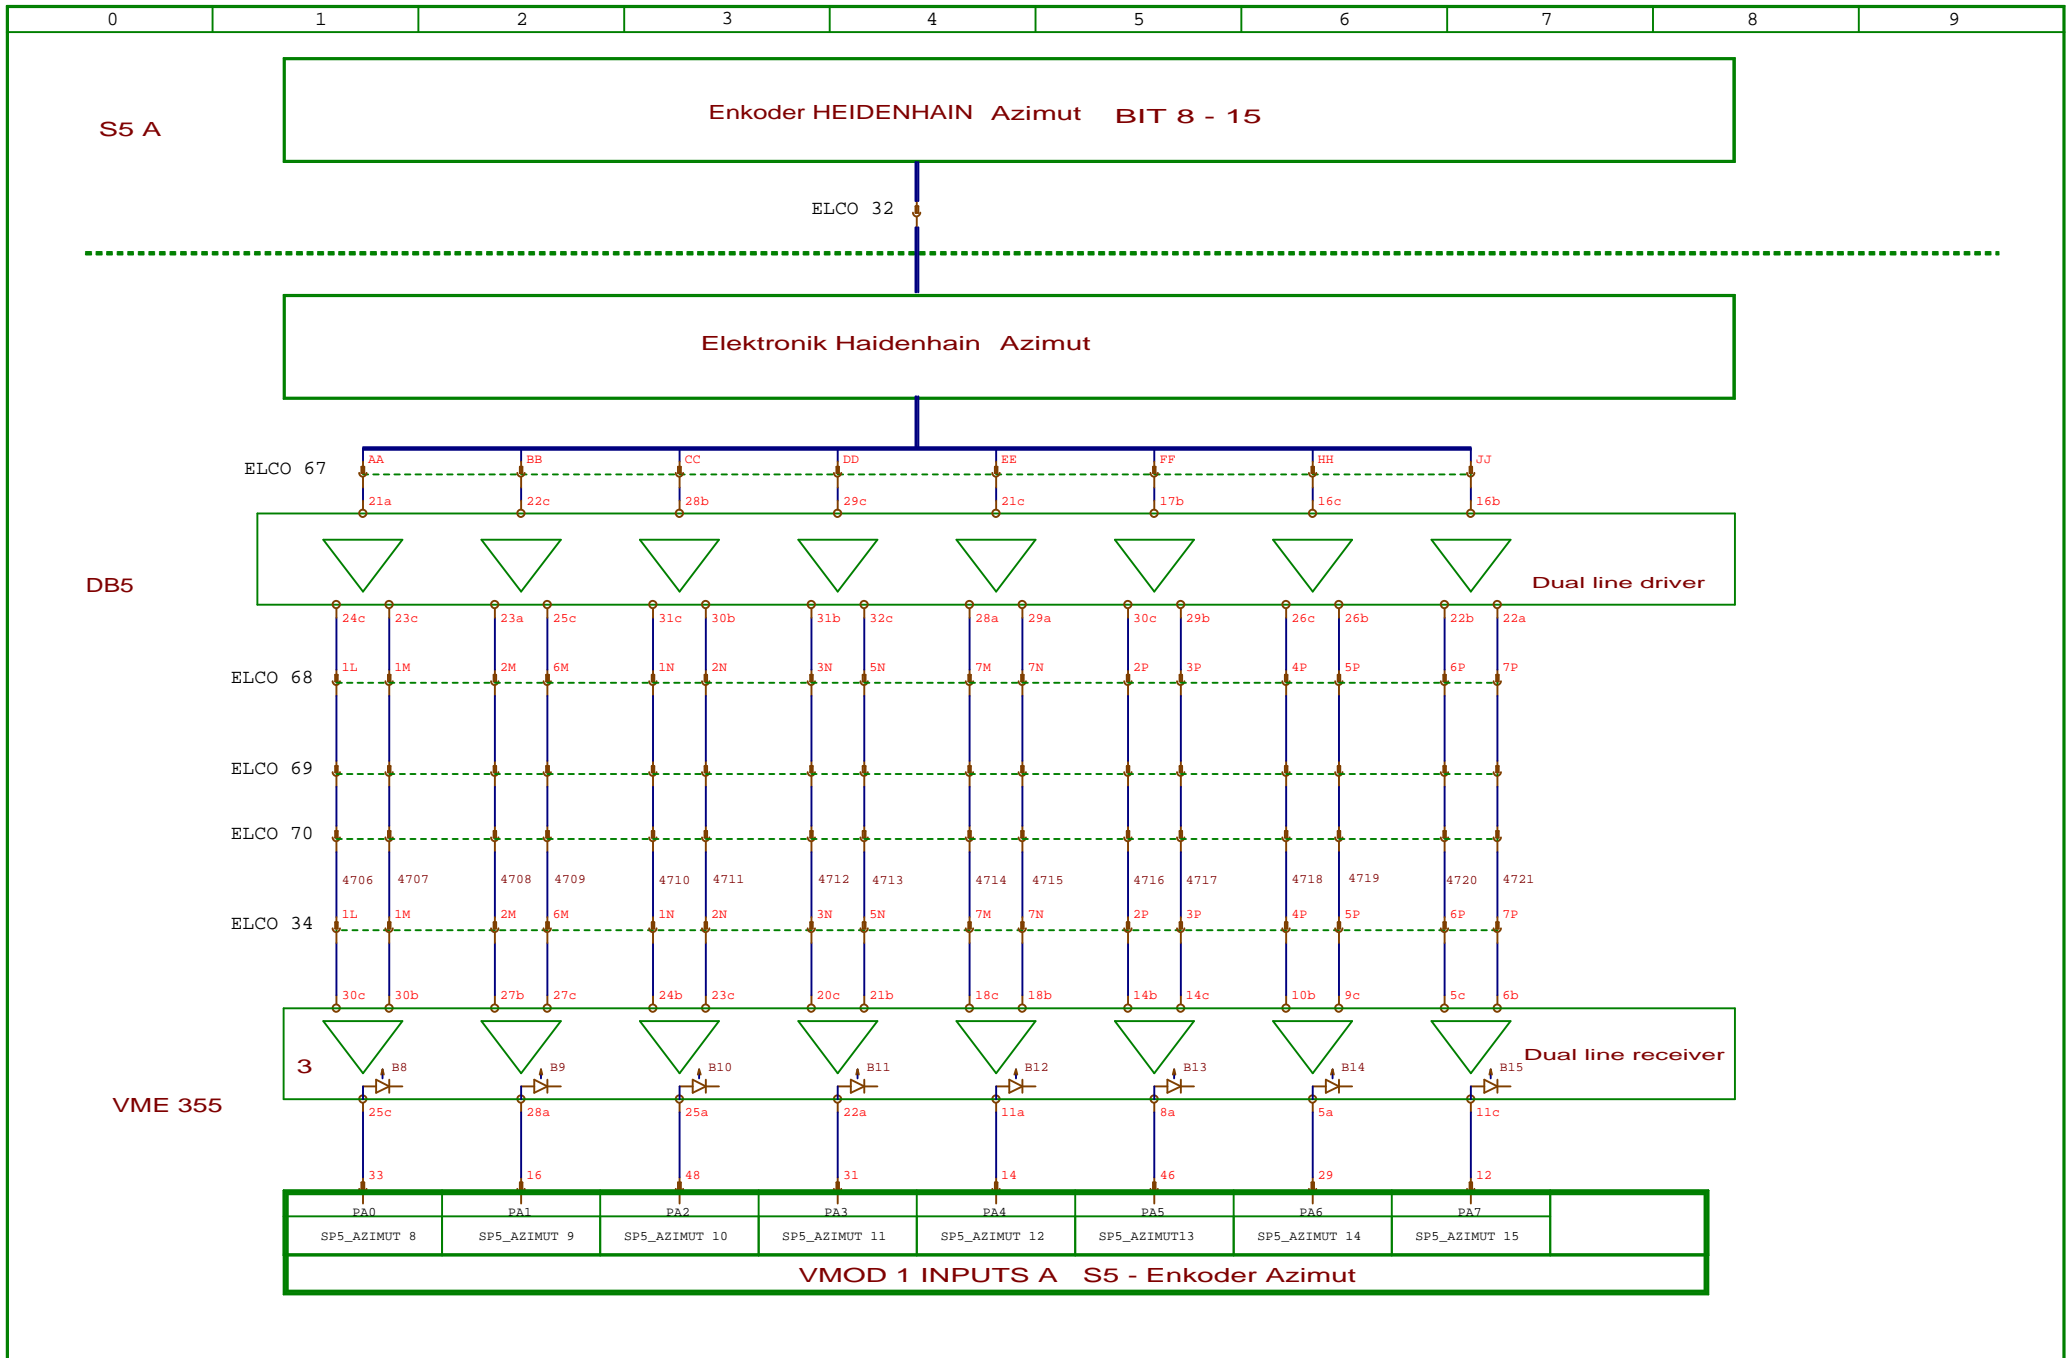 0 1 2 3 4 5 6 7 8 9
Enkoder HEIDENHAIN Azimut BIT 8 - 15
S5 A
ELCO 32
Elektronik Haidenhain Azimut
AA BB CC DD EE FF HH JJ
ELCO 67
21a 22c 28b 29c 21c 17b 16c 16b
DB5
Dual line driver
24c 23c 23a 25c 31c 30b 31b 32c 28a 29a 30c 29b 26c 26b 22b 22a
1L 1M 2M 6M 1N 2N 3N 5N 7M 7N 2P 3P 4P 5P 6P 7P
ELCO 68
ELCO 69
ELCO 70
4706 4707 4708 4709 4710 4711 4712 4713 4714 4715 4716 4717 4718 4719 4720 4721
1L 1M 2M 6M 1N 2N 3N 5N 7M 7N 2P 3P 4P 5P 6P 7P
ELCO 34
30c 30b 27b 27c 24b 23c 20c 21b 18c 18b 14b 14c 10b 9c 5c 6b
Dual line receiver
3 B8 B9 B10 B11 B12 B13 B14 B15
VME 355
25c 28a 25a 22a 11a 8a 5a 11c
33 16 48 31 14 46 29 12
PA0 PA1 PA2 PA3 PA4 PA5 PA6 PA7
SP5_AZIMUT 8 SP5_AZIMUT 9 SP5_AZIMUT 10 SP5_AZIMUT 11 SP5_AZIMUT 12 SP5_AZIMUT13 SP5_AZIMUT 14 SP5_AZIMUT 15
VMOD 1 INPUTS A S5 - Enkoder Azimut